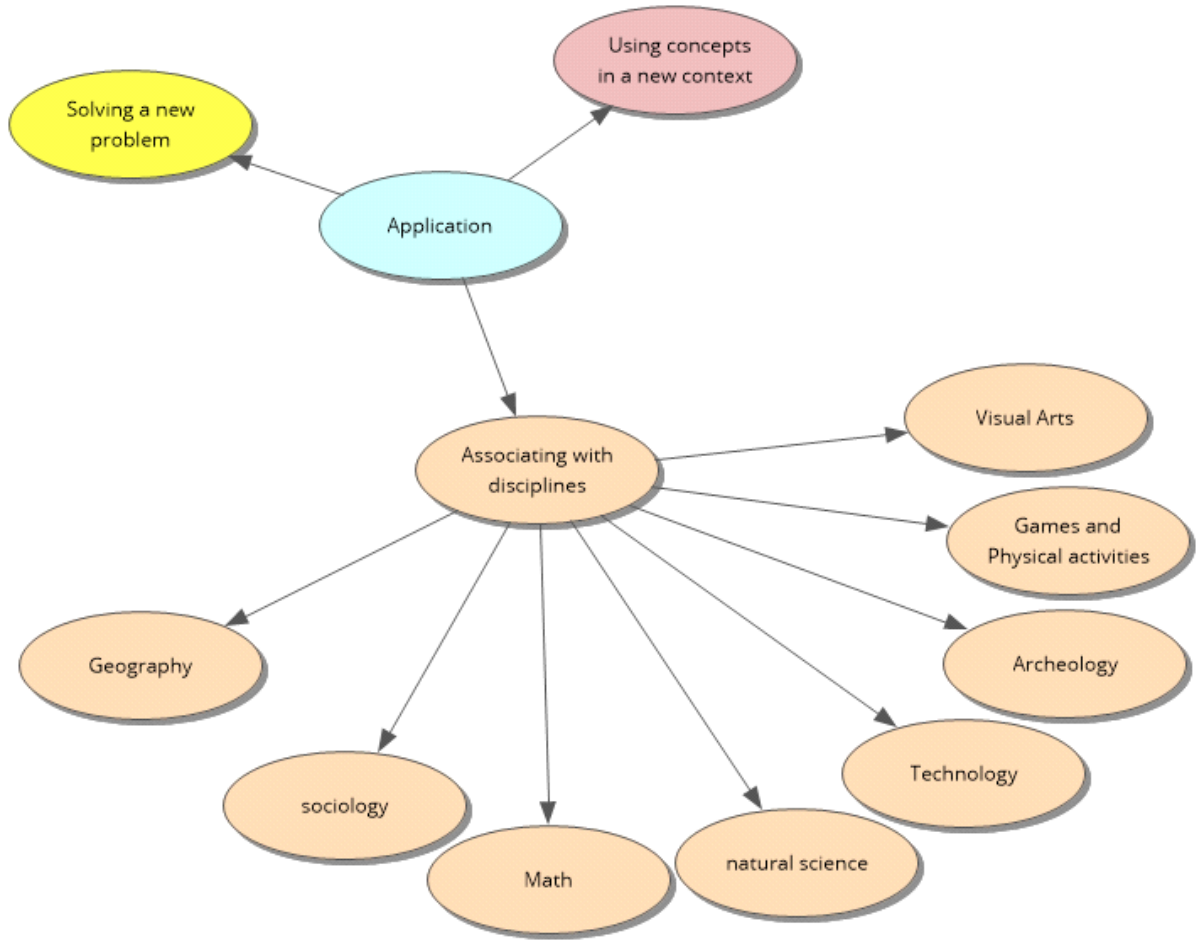 Using concepts
in a new context
Solving a new
problem
Application
Associating with
disciplines
Visual Arts
Games and
Physical activities
Archeology
Geography
Technology
sociology
natural science
Math